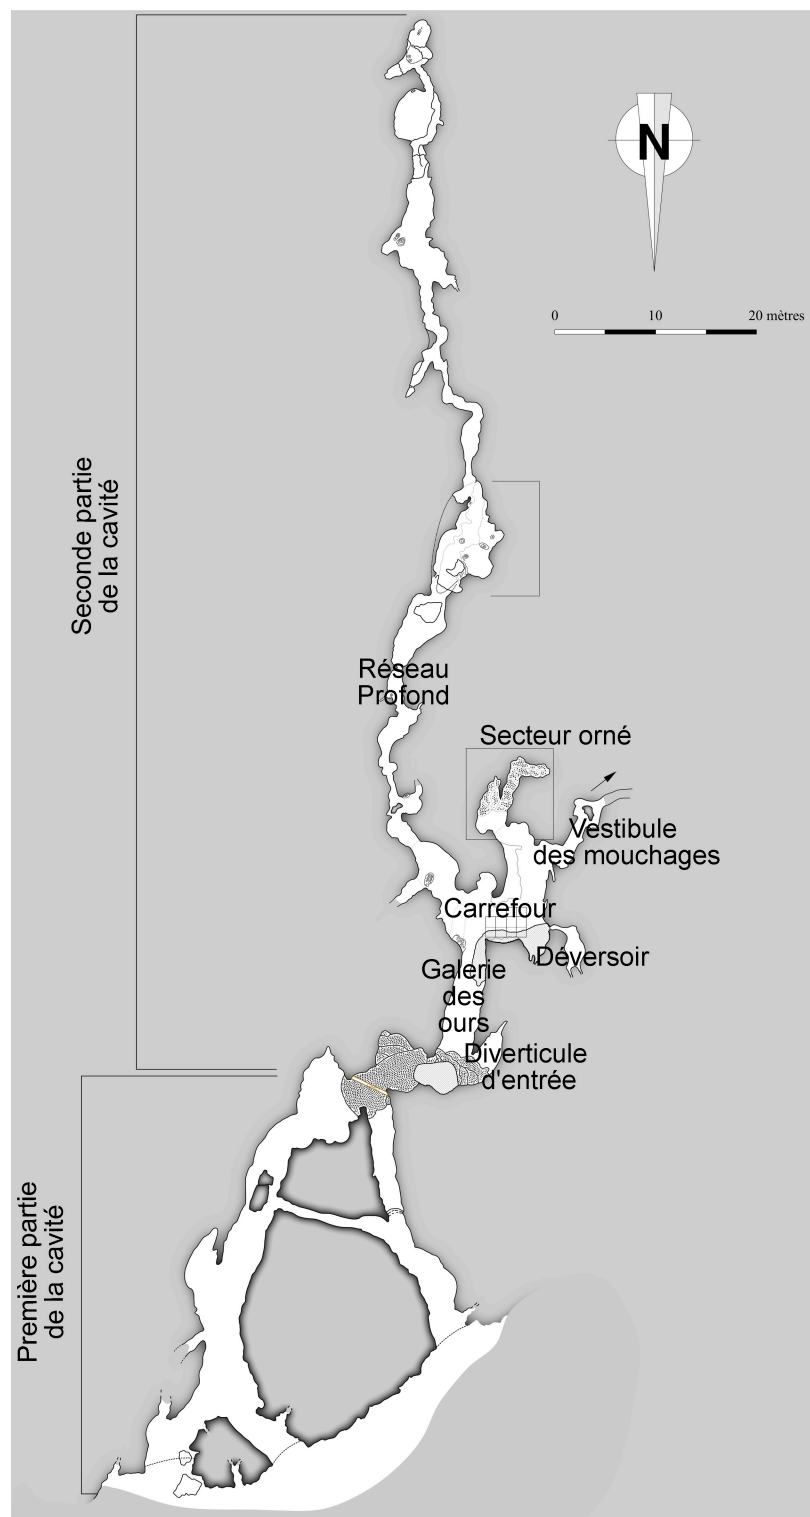 N
0 10 20 mètres
Seconde partie
de la cavité
Réseau
Profond
Secteur orné
Vestibule
des mouchages
Carrefour
Déversoir
Galerie
des
ours
Diverticule
d'entrée
Première partie
de la cavité